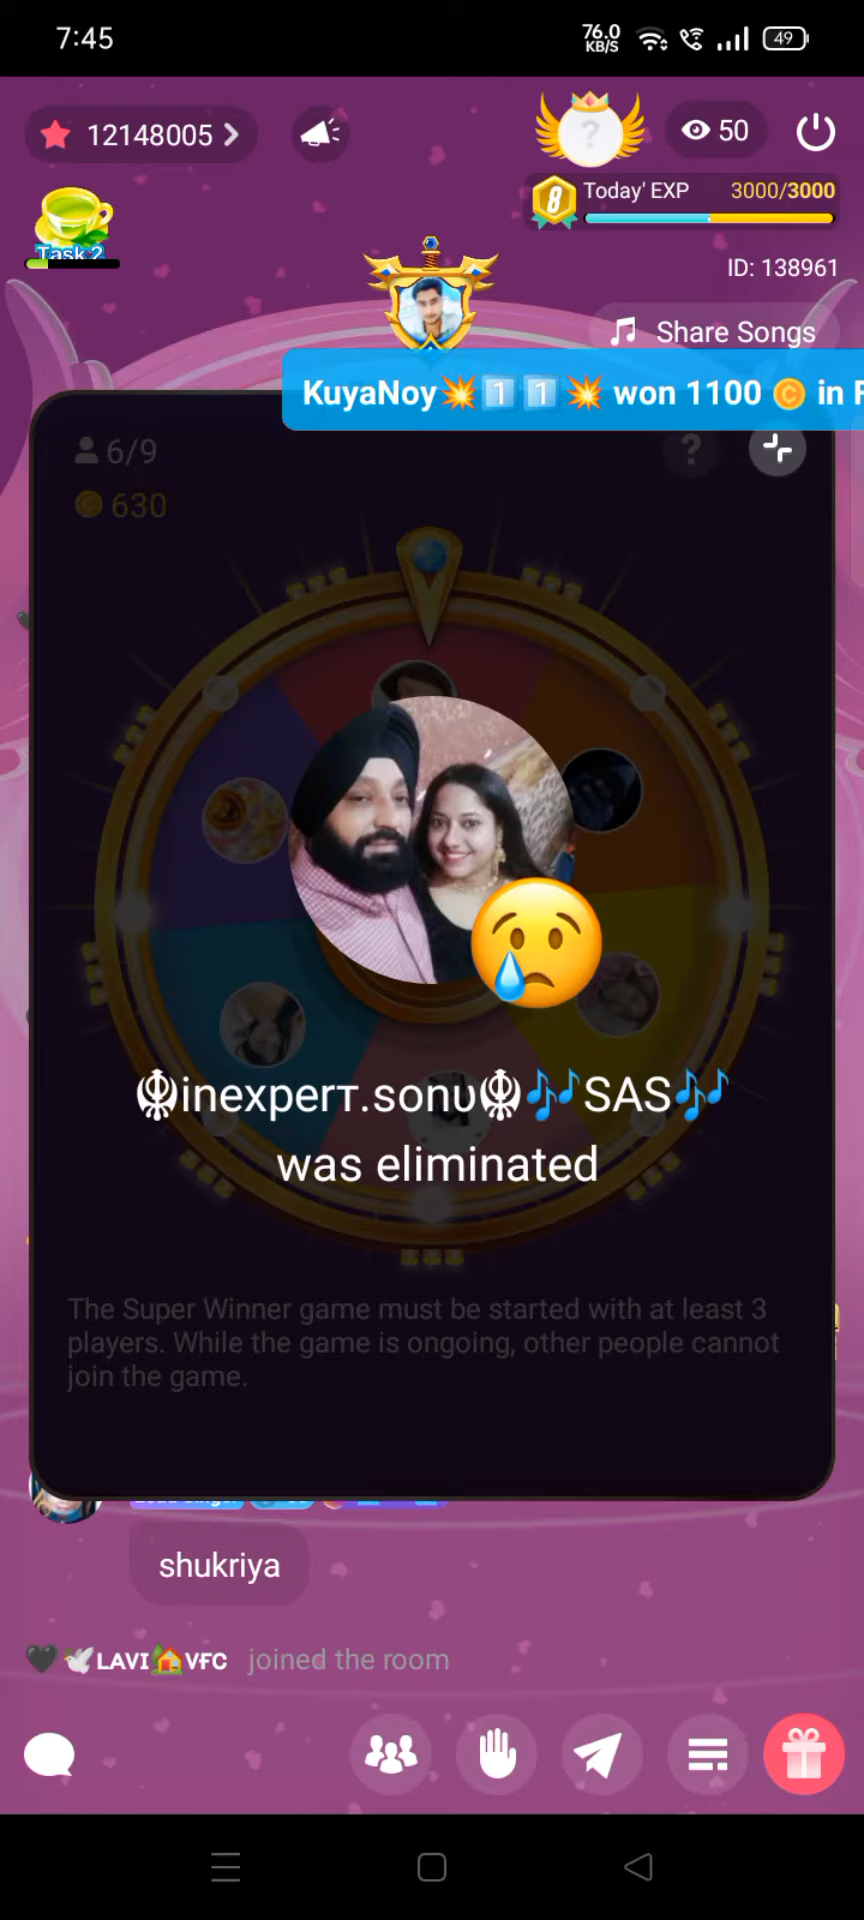 7:45
76.0
KB/S
49
12148005
50
8
Today' EXP 3000/3000
Task 2
ID: 138961
Share Songs
KuyaNoy💥1️⃣1️⃣💥 won 1100 in F
6/9
?
630
☬inexperт.ѕonυ☬🎶SAS🎶
was eliminated
The Super Winner game must be started with at least 3
players. While the game is ongoing, other people cannot
join the game.
shukriya
🖤🕊️LAVI🏠VFC joined the room